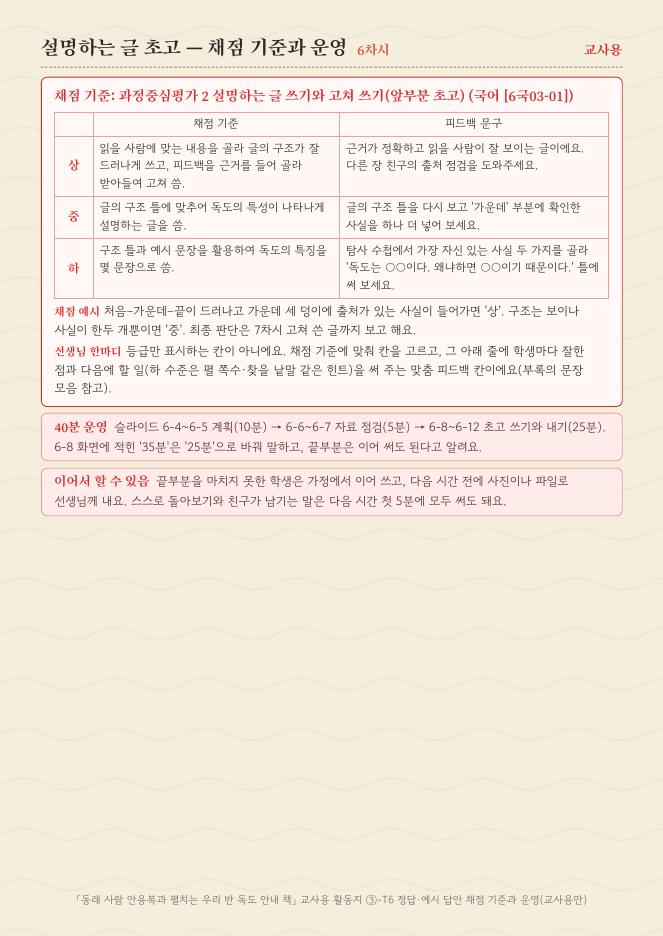 설명하는 글 초고 — 채점 기준과 운영 6차시 교사용
채점 기준: 과정중심평가 2 설명하는 글 쓰기와 고쳐 쓰기(앞부분 초고) (국어 [6국03-01])
채점 기준 피드백 문구
상
읽을 사람에 맞는 내용을 골라 글의 구조가 잘
드러나게 쓰고, 피드백을 근거를 들어 골라
받아들여 고쳐 씀.
근거가 정확하고 읽을 사람이 잘 보이는 글이에요.
다른 장 친구의 출처 점검을 도와주세요.
중
글의 구조 틀에 맞추어 독도의 특성이 나타나게
설명하는 글을 씀.
글의 구조 틀을 다시 보고 '가운데' 부분에 확인한
사실을 하나 더 넣어 보세요.
하
구조 틀과 예시 문장을 활용하여 독도의 특징을
몇 문장으로 씀.
탐사 수첩에서 가장 자신 있는 사실 두 가지를 골라
'독도는 ○○이다. 왜냐하면 ○○이기 때문이다.' 틀에
써 보세요.
채점 예시 처음–가운데–끝이 드러나고 가운데 세 덩이에 출처가 있는 사실이 들어가면 '상'. 구조는 보이나
사실이 한두 개뿐이면 '중'. 최종 판단은 7차시 고쳐 쓴 글까지 보고 해요.
선생님 한마디 등급만 표시하는 칸이 아니에요. 채점 기준에 맞춰 칸을 고르고, 그 아래 줄에 학생마다 잘한
점과 다음에 할 일(하 수준은 펼 쪽수·찾을 낱말 같은 힌트)을 써 주는 맞춤 피드백 칸이에요(부록의 문장
모음 참고).
40분 운영 슬라이드 6-4~6-5 계획(10분) → 6-6~6-7 자료 점검(5분) → 6-8~6-12 초고 쓰기와 내기(25분).
6-8 화면에 적힌 '35분'은 '25분'으로 바꿔 말하고, 끝부분은 이어 써도 된다고 알려요.
이어서 할 수 있음 끝부분을 마치지 못한 학생은 가정에서 이어 쓰고, 다음 시간 전에 사진이나 파일로
선생님께 내요. 스스로 돌아보기와 친구가 남기는 말은 다음 시간 첫 5분에 모두 써도 돼요.
「동래 사람 안용복과 펼치는 우리 반 독도 안내 책」 교사용 활동지 ③-T6 정답·예시 답안 채점 기준과 운영(교사용만)